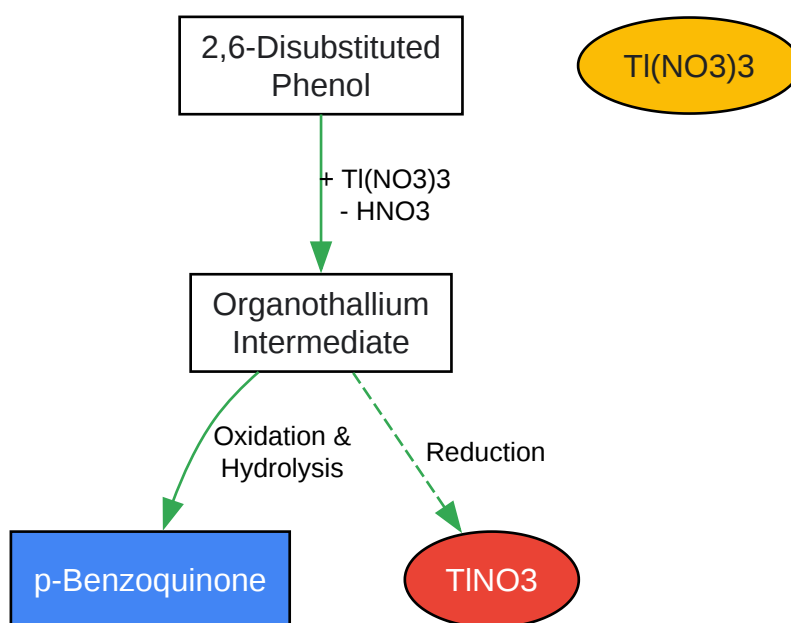 2,6-Disubstituted
Phenol
Tl(NO3)3
+ Tl(NO3)3
- HNO3
Organothallium
Intermediate
Oxidation &
Hydrolysis
Reduction
p-Benzoquinone
TlNO3